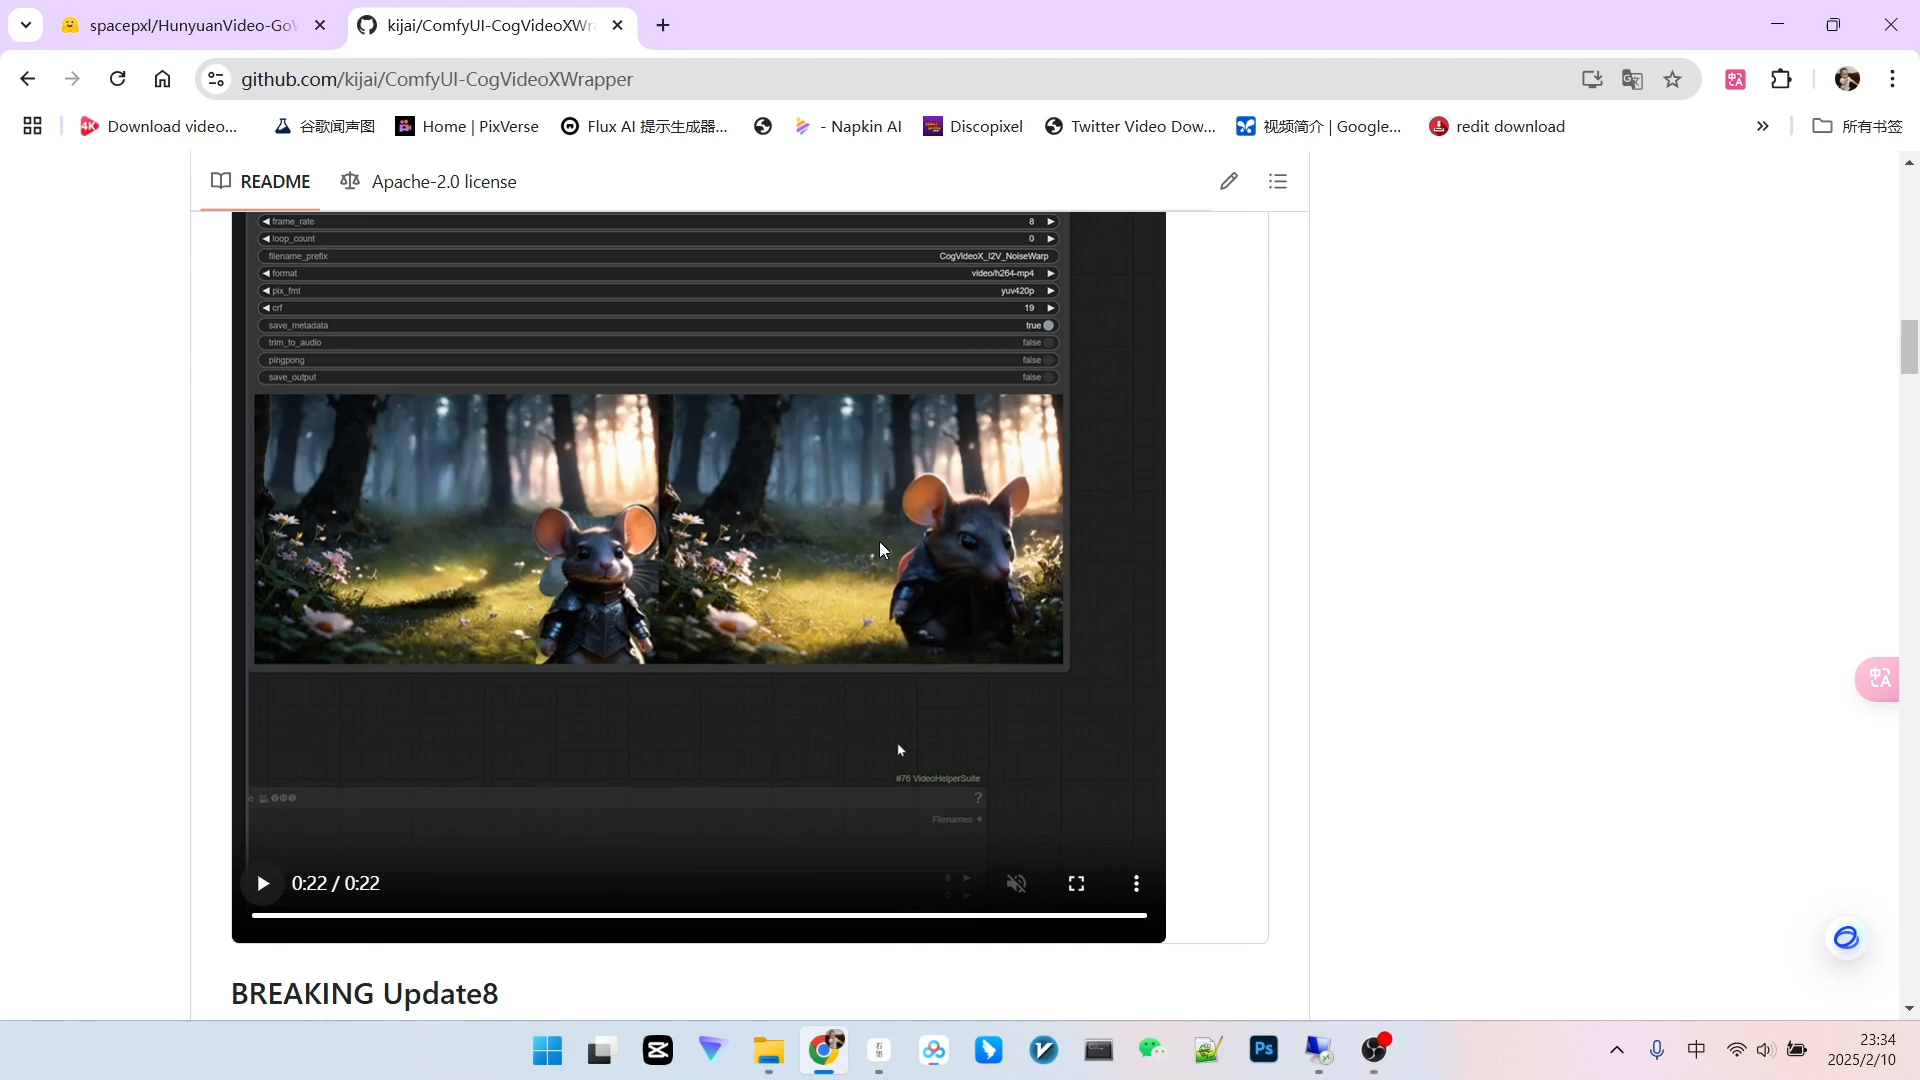 spacepxl/HunyuanVideo-GoW
kijai/ComfyUI-CogVideoXWr
github.com/kijai/ComfyUI-CogVideoXWrapper
Download video...
谷歌闻声图
Home | PixVerse
Flux AI 提示生成器...
- Napkin AI
Discopixel
Twitter Video Dow...
视频简介 | Google...
redit download
所有书签
README
Apache-2.0 license
frame_rate 8
loop_count 0
filename_prefix CogVideoX_I2V_NoiseWarp
format video/h264-mp4
pix_fmt yuv420p
crf 19
save_metadata true
trim_to_audio false
pingpong false
save_output false
#76 VideoHelperSuite
?
Filenames
8
0
0:22 / 0:22
BREAKING Update8
中
23:34
2025/2/10